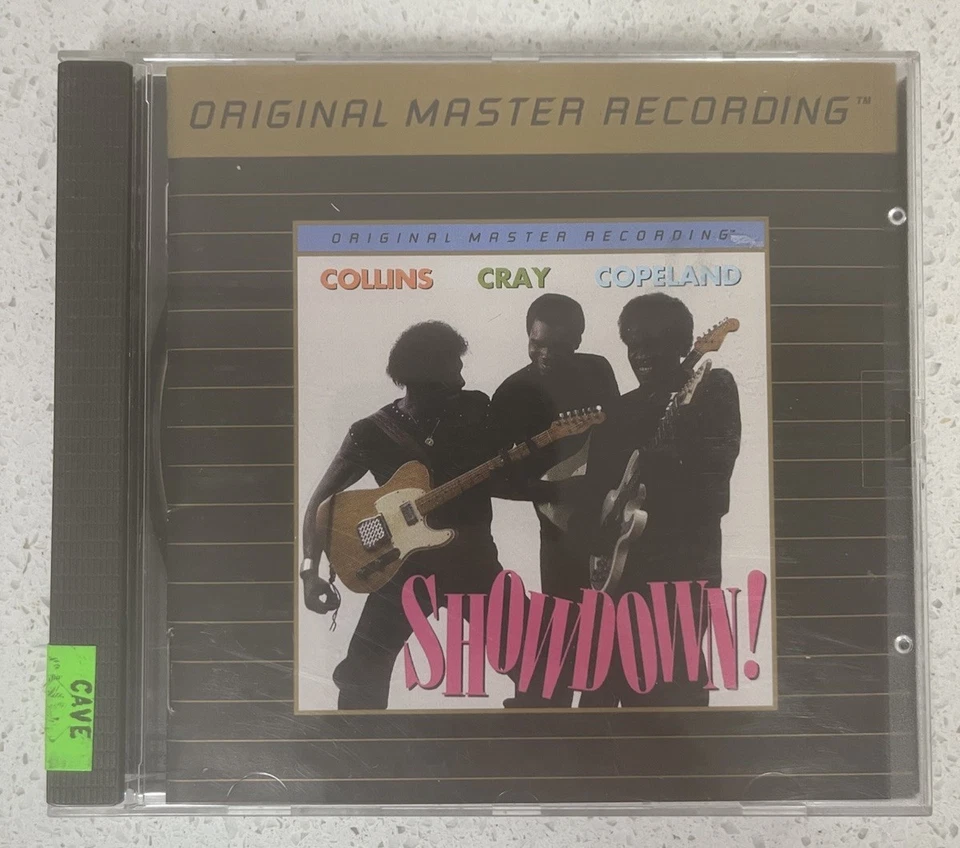 ORIGINAL MASTER RECORDING™
ORIGINAL MASTER RECORDING™
COLLINS CRAY COPELAND
SHOWDOWN!
CAVE